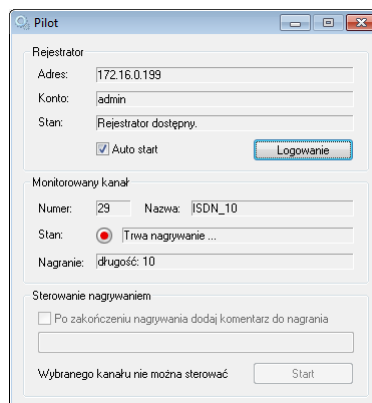 Pilot
Rejestrator
Adres: 172.16.0.199
Konto: admin
Stan: Rejestrator dostępny.
Auto start Logowanie
Monitorowany kanał
Numer: 29 Nazwa: ISDN_10
Stan: Trwa nagrywanie ...
Nagranie: długość: 10
Sterowanie nagrywaniem
Po zakończeniu nagrywania dodaj komentarz do nagrania
Wybranego kanału nie można sterować Start